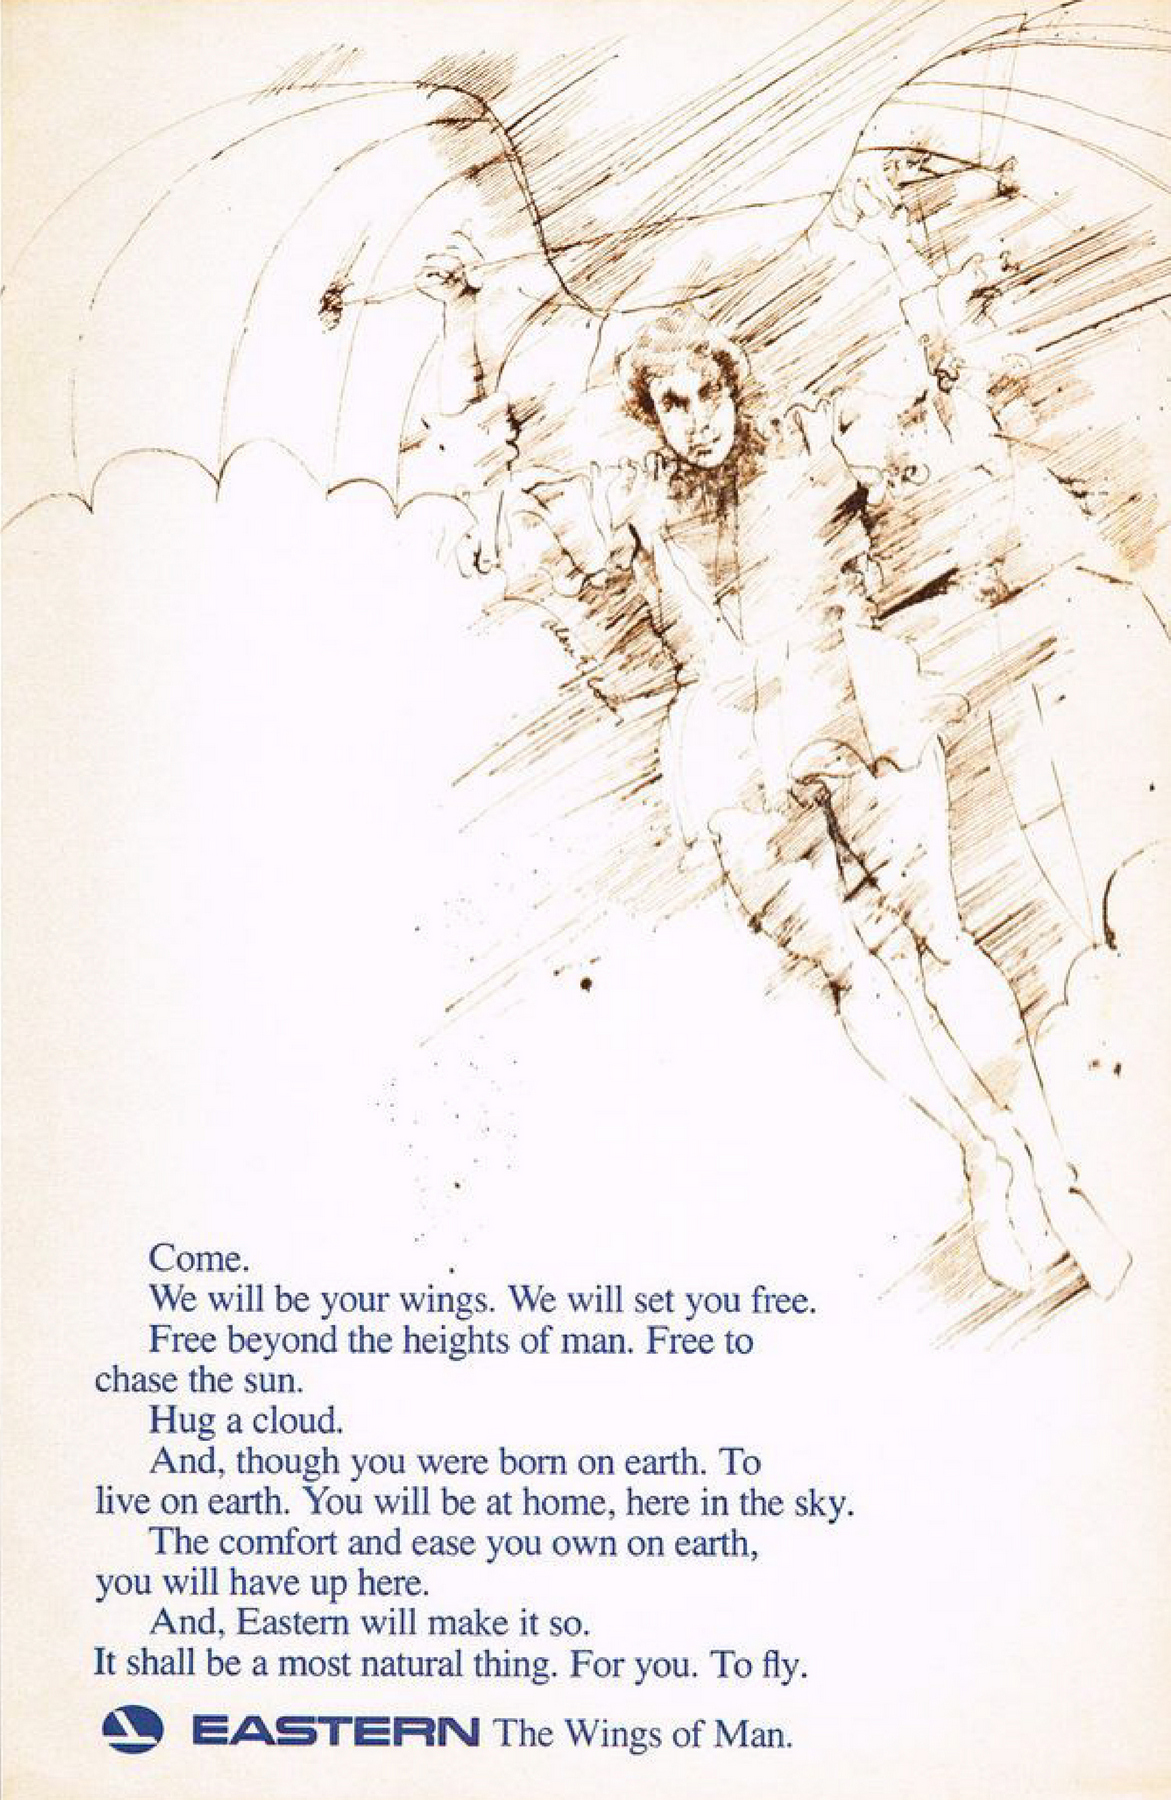 Come.
We will be your wings. We will set you free.
Free beyond the heights of man. Free to
chase the sun.
Hug a cloud.
And, though you were born on earth. To
live on earth. You will be at home, here in the sky.
The comfort and ease you own on earth,
you will have up here.
And, Eastern will make it so.
It shall be a most natural thing. For you. To fly.
EASTERN The Wings of Man.